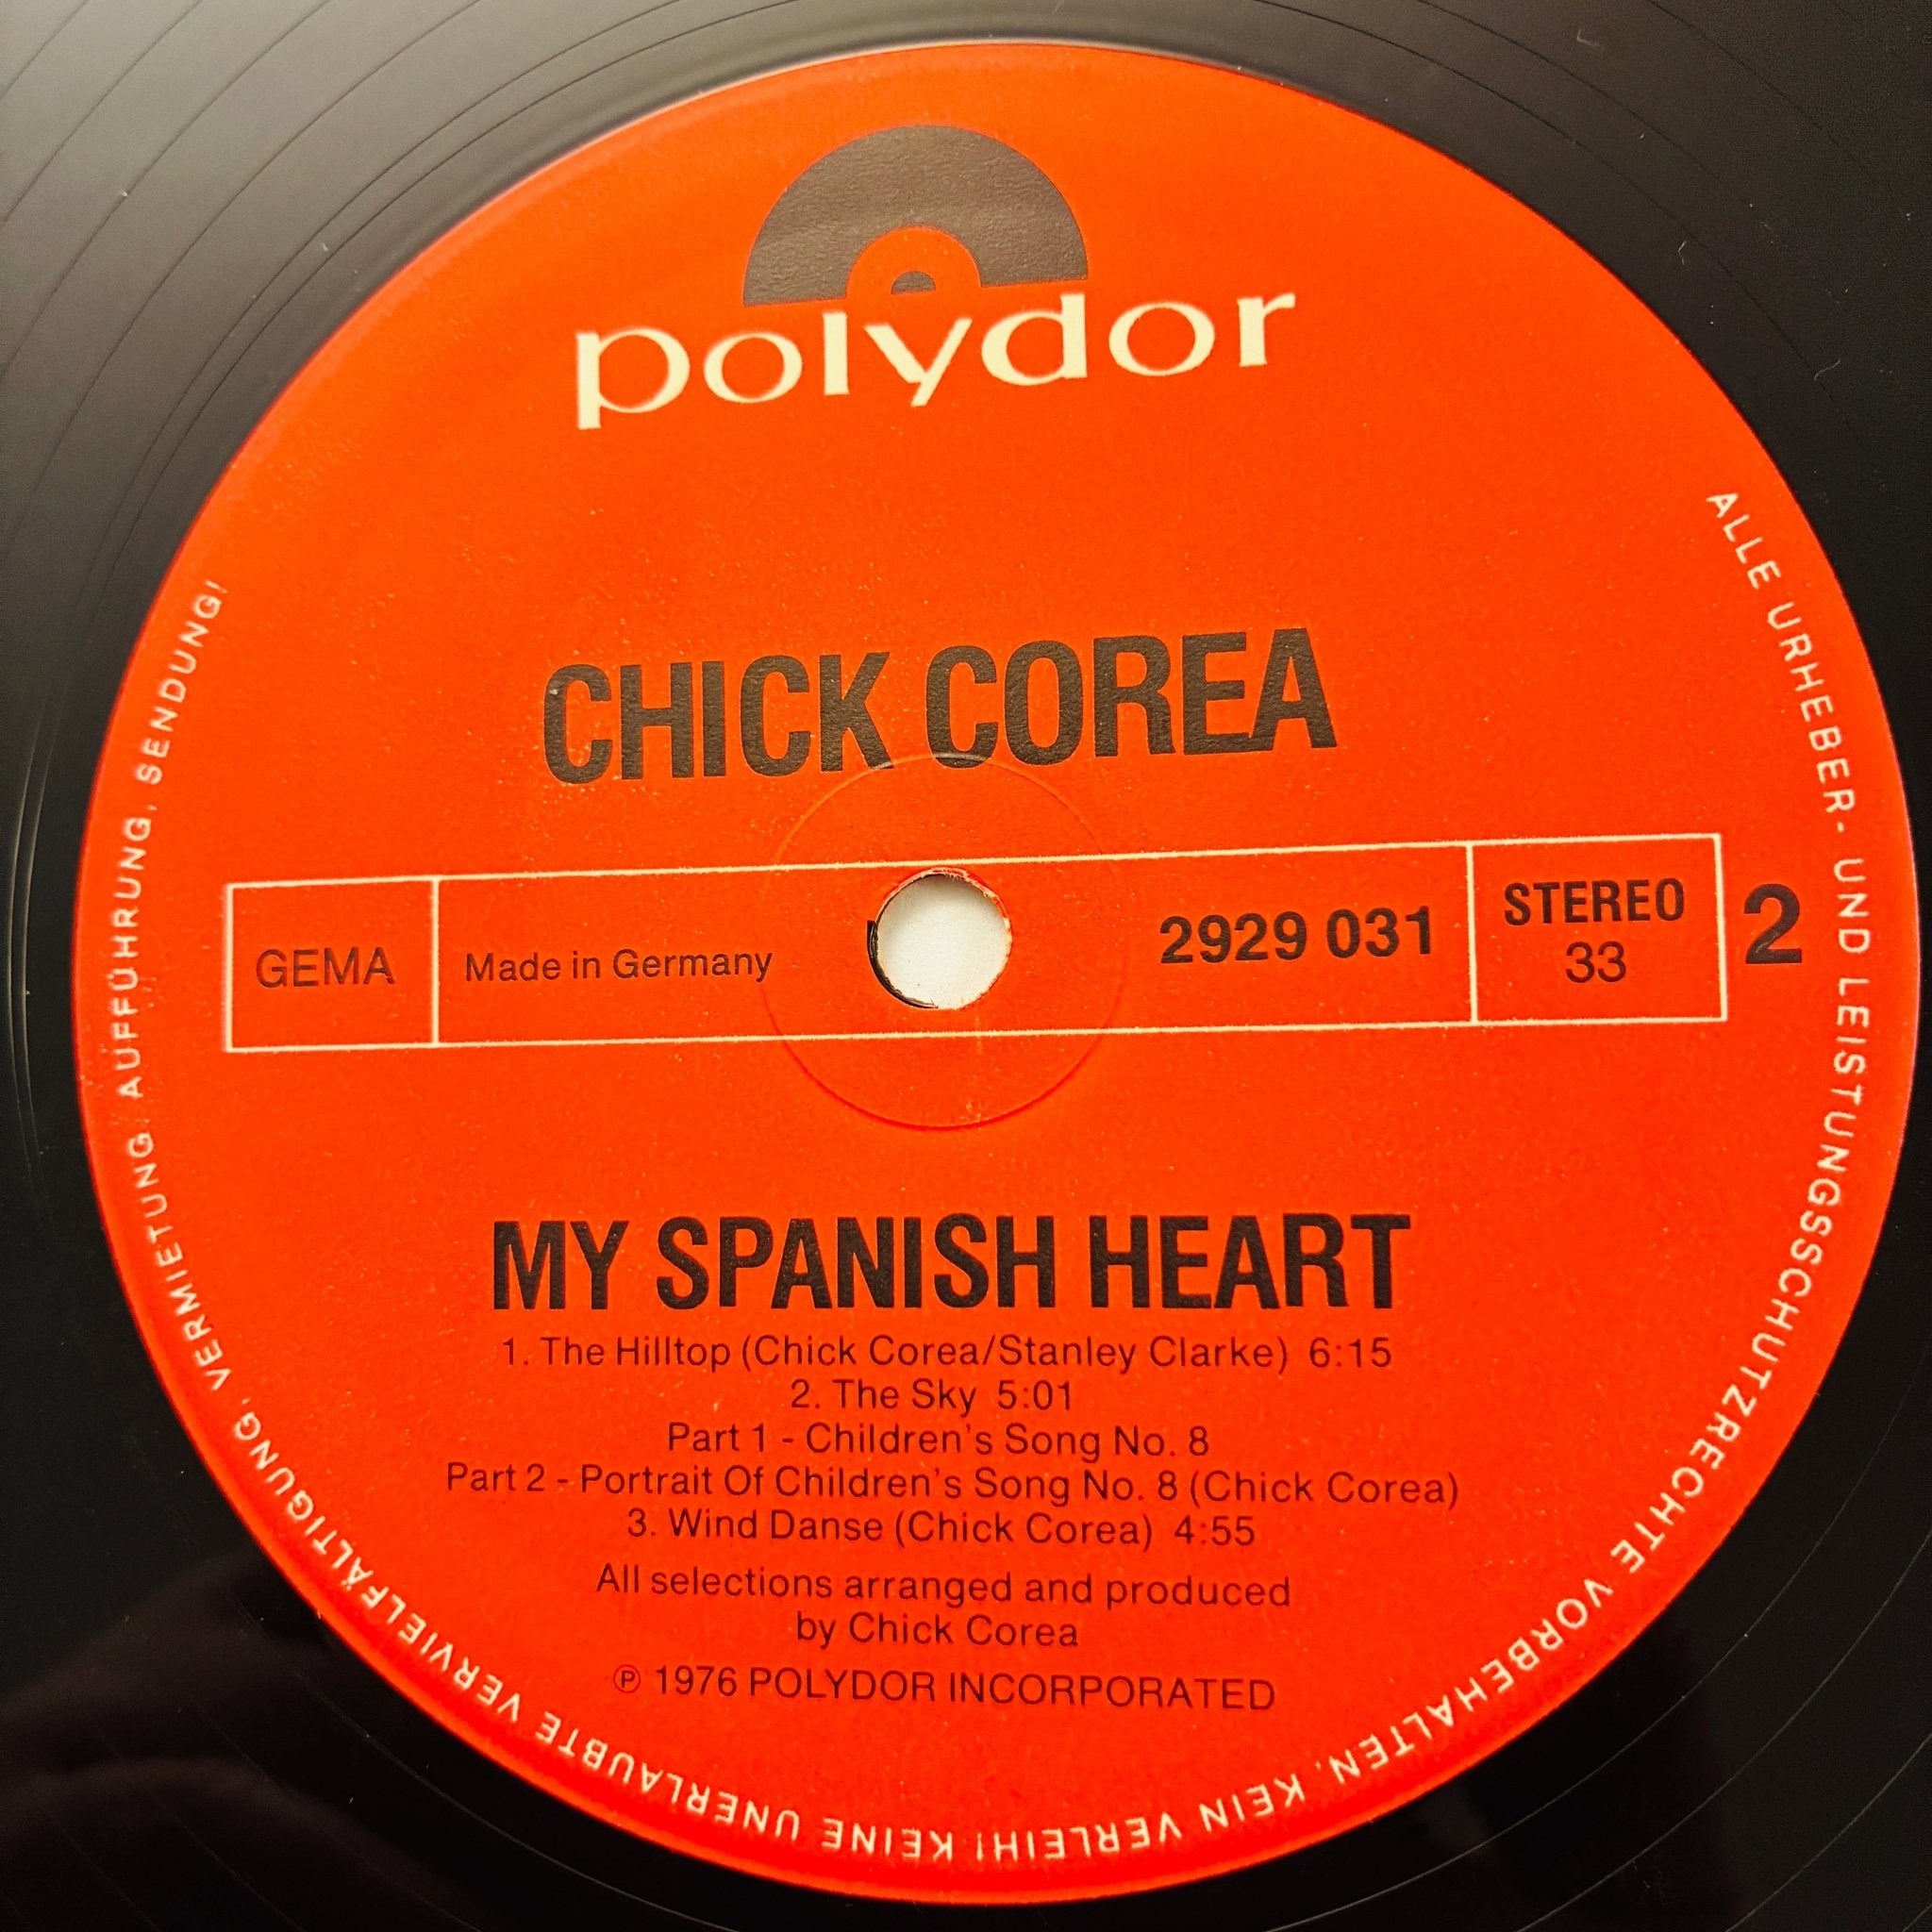 polydor
CHICK COREA
GEMA
Made in Germany
2929 031
STEREO
33
2
MY SPANISH HEART
1. The Hilltop (Chick Corea/Stanley Clarke) 6:15
2. The Sky 5:01
Part 1 - Children's Song No. 8
Part 2 - Portrait Of Children's Song No. 8 (Chick Corea)
3. Wind Danse (Chick Corea) 4:55
All selections arranged and produced
by Chick Corea
℗ 1976 POLYDOR INCORPORATED
ALLE URHEBER- UND LEISTUNGSSCHUTZRECHTE VORBEHALTEN. KEIN VERLEIH! KEINE UNERLAUBTE VERVIELFÄLTIGUNG, VERMIETUNG, AUFFÜHRUNG, SENDUNG!